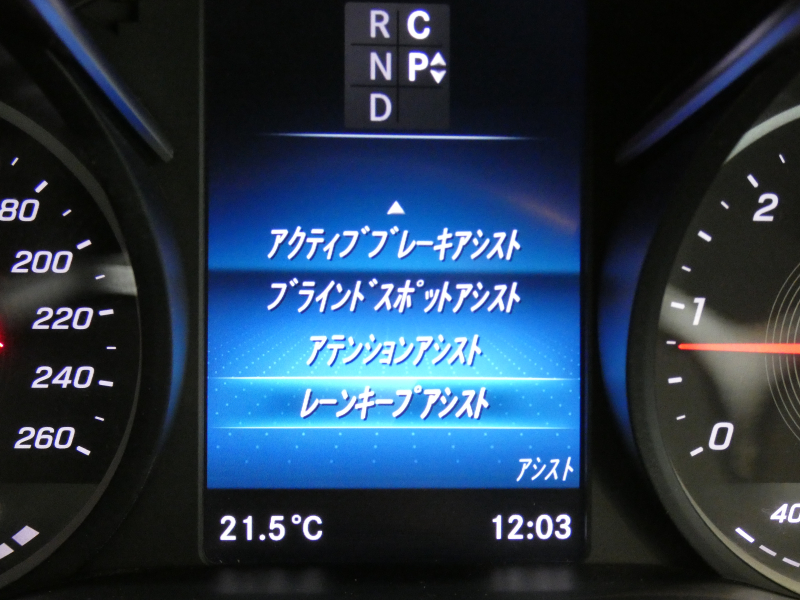 R C
N P
D
アクティブブレーキアシスト
ブラインドスポットアシスト
アテンションアシスト
レーンキープアシスト
アシスト
21.5°C 12:03
80
200
220
240
260
2
1
0
40